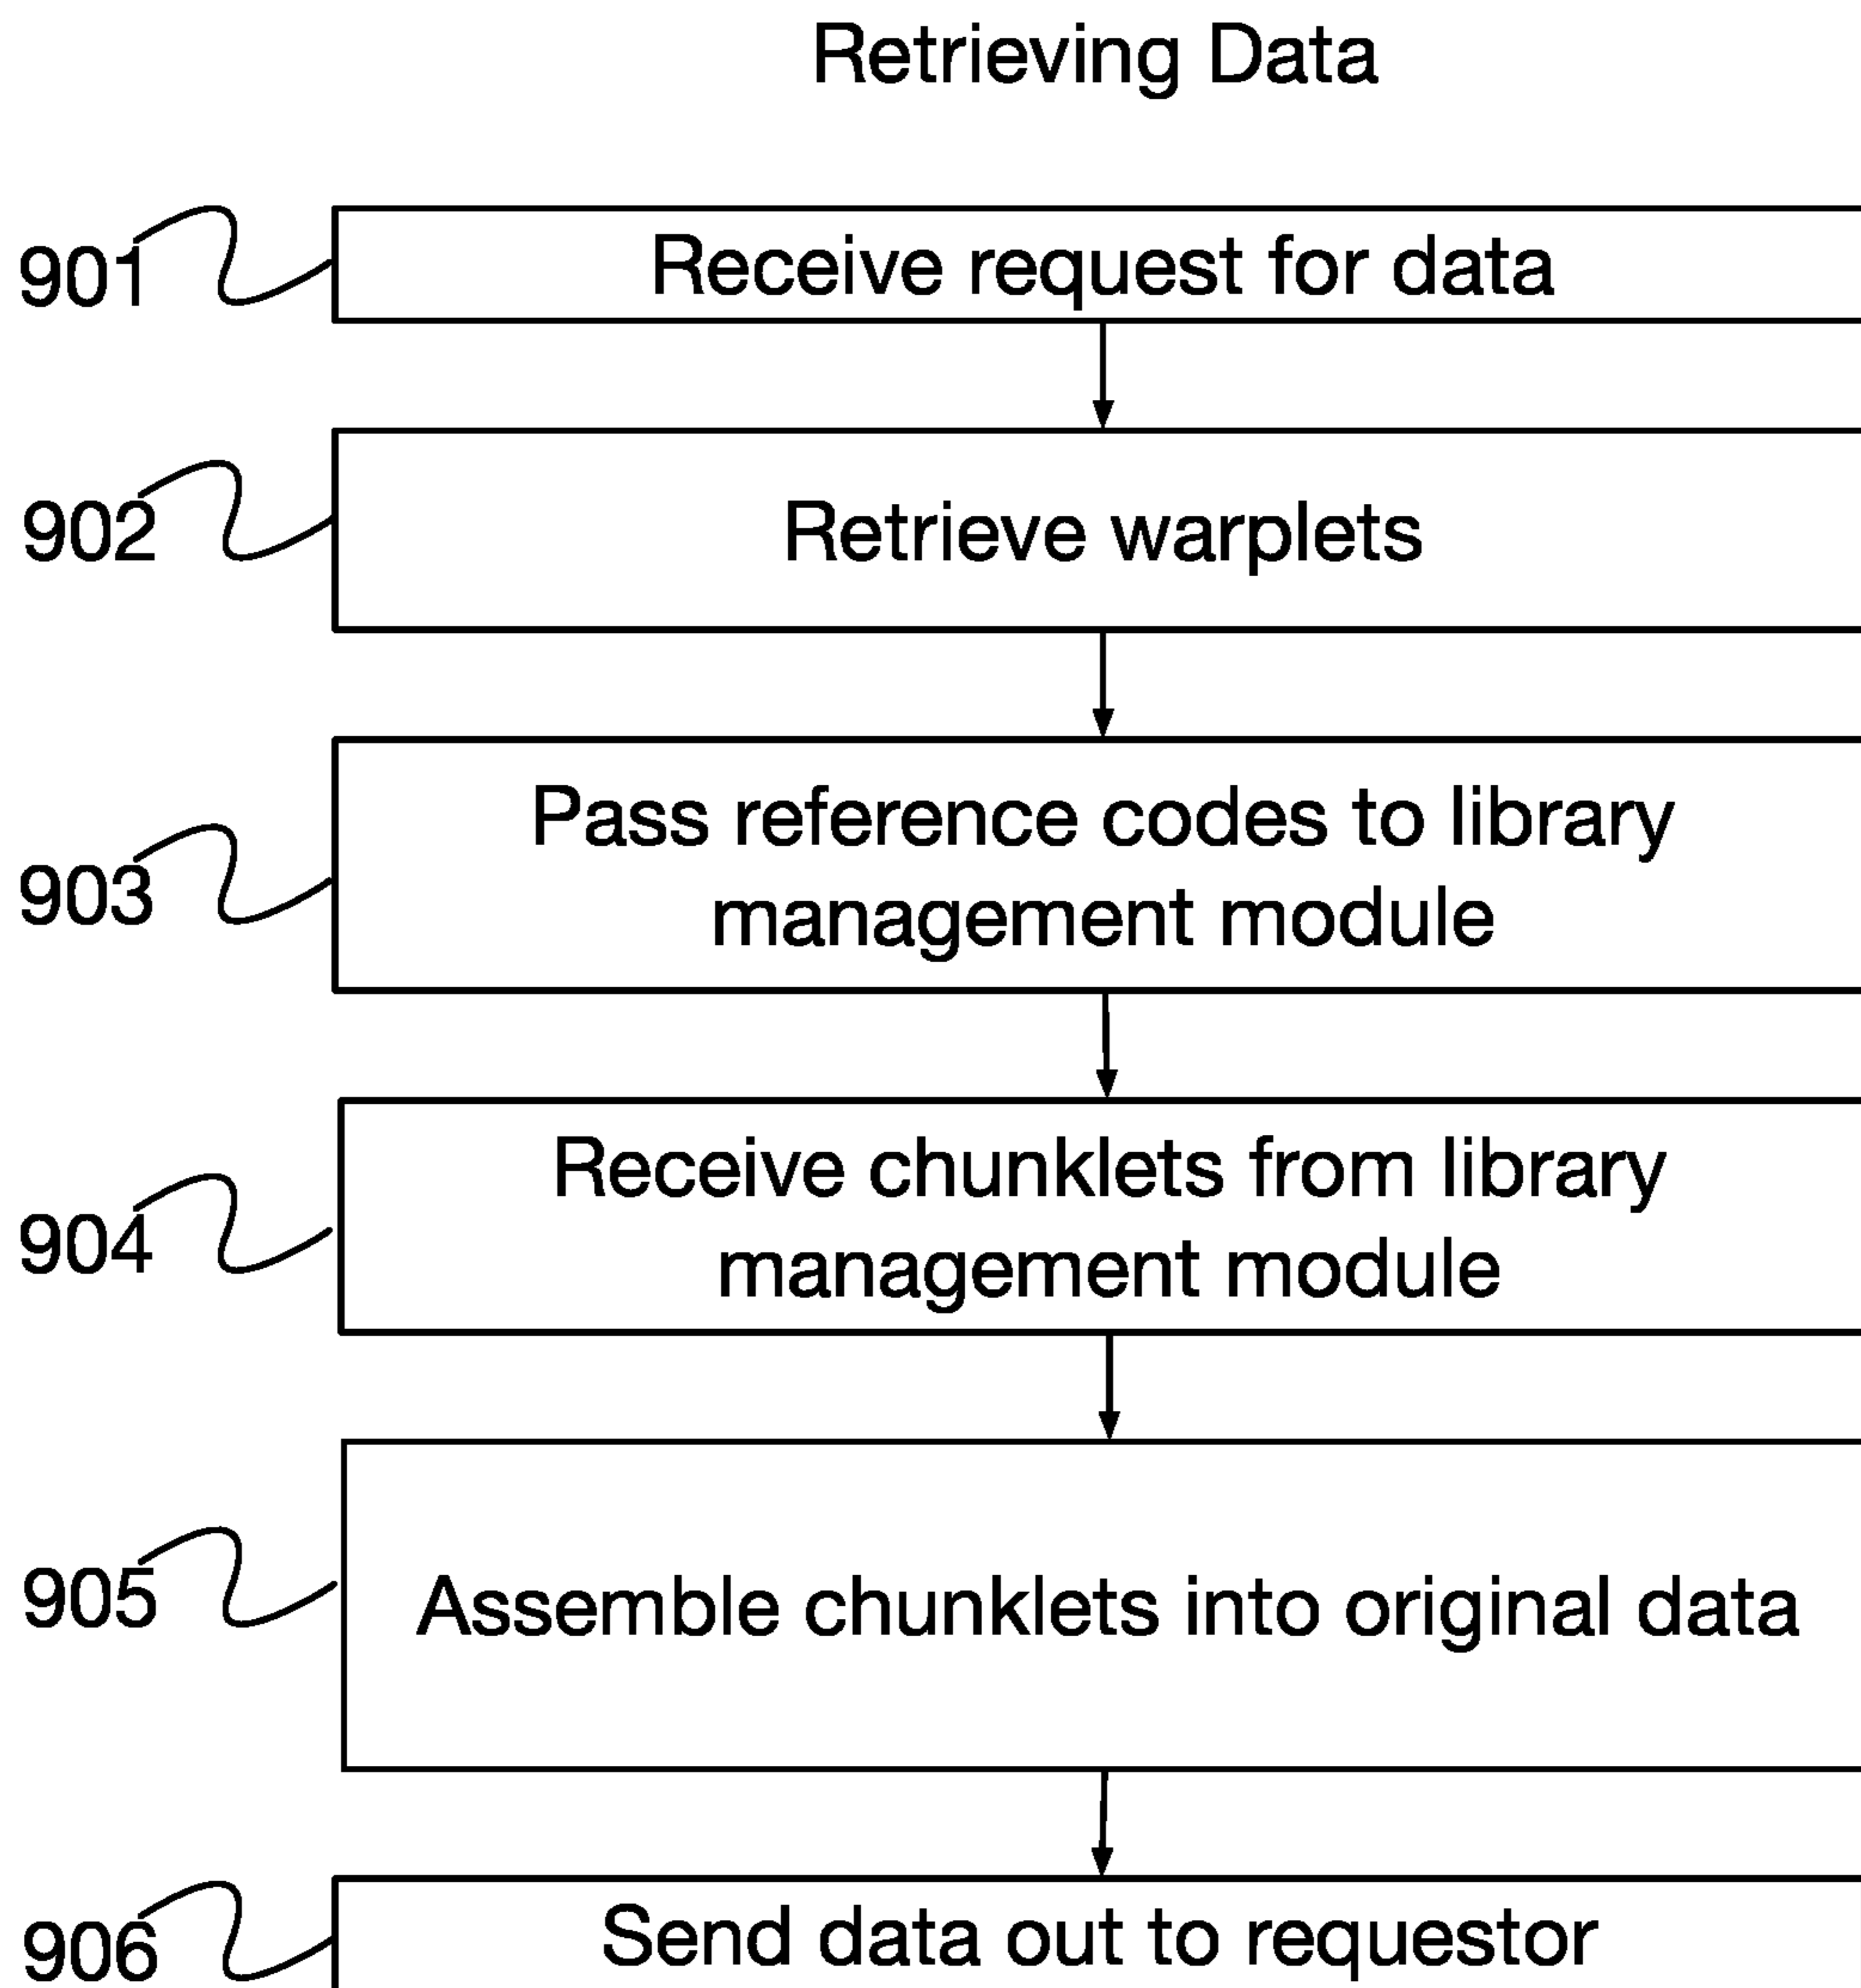 Retrieving Data
901
Receive request for data
902
Retrieve warplets
903
Pass reference codes to library
management module
904
Receive chunklets from library
management module
905
Assemble chunklets into original data
906
Send data out to requestor